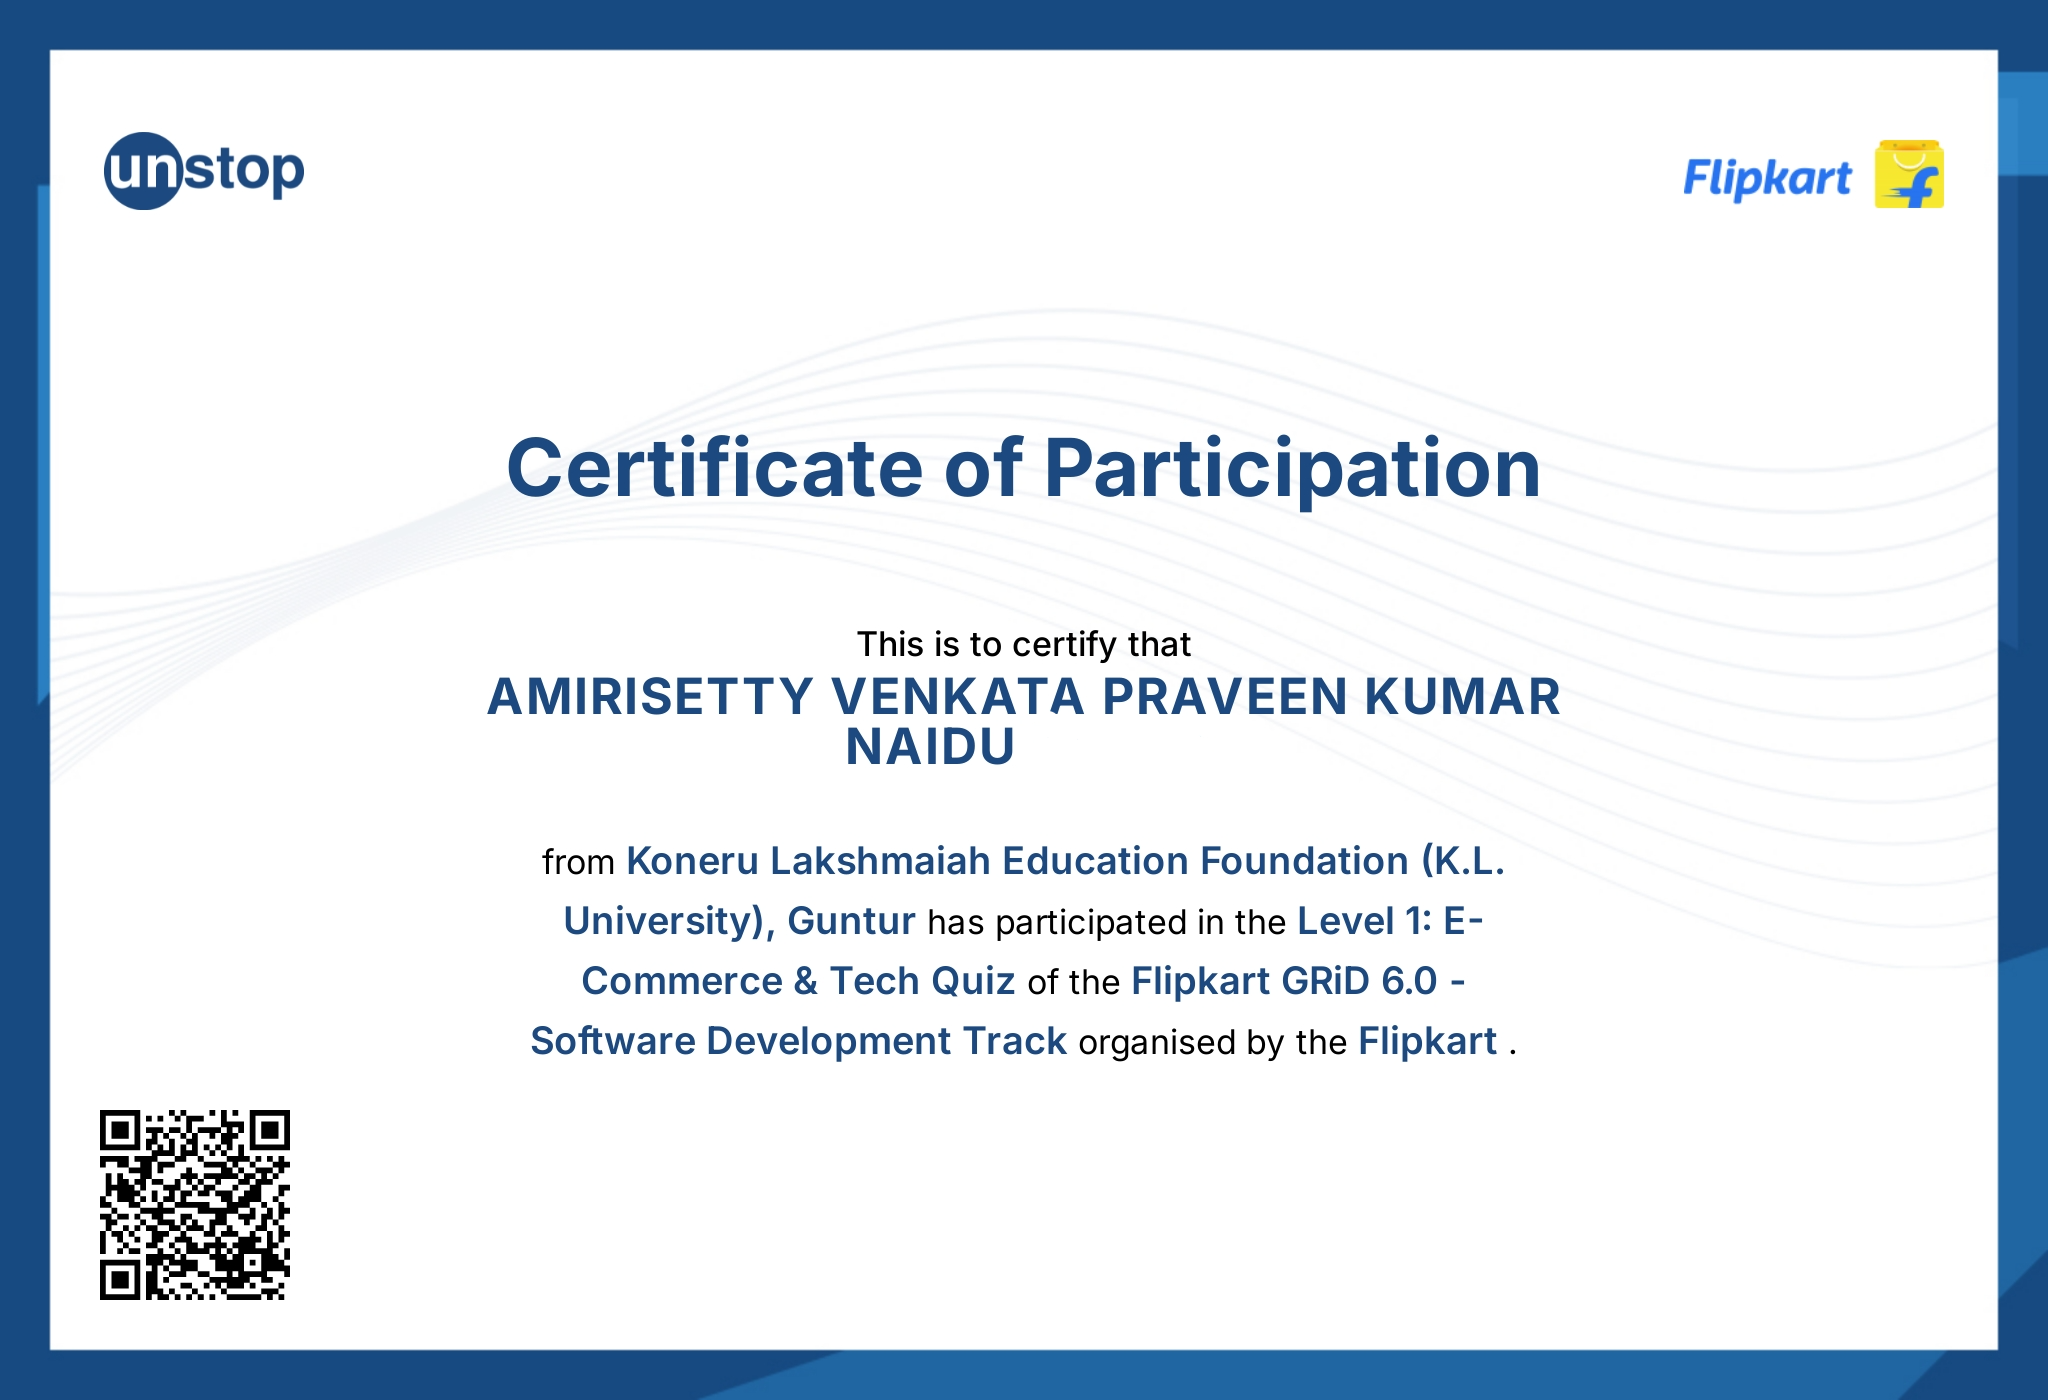 unstop
Flipkart
Certificate of Participation
This is to certify that
AMIRISETTY VENKATA PRAVEEN KUMAR
NAIDU
from Koneru Lakshmaiah Education Foundation (K.L.
University), Guntur has participated in the Level 1: E-
Commerce & Tech Quiz of the Flipkart GRiD 6.0 -
Software Development Track organised by the Flipkart .